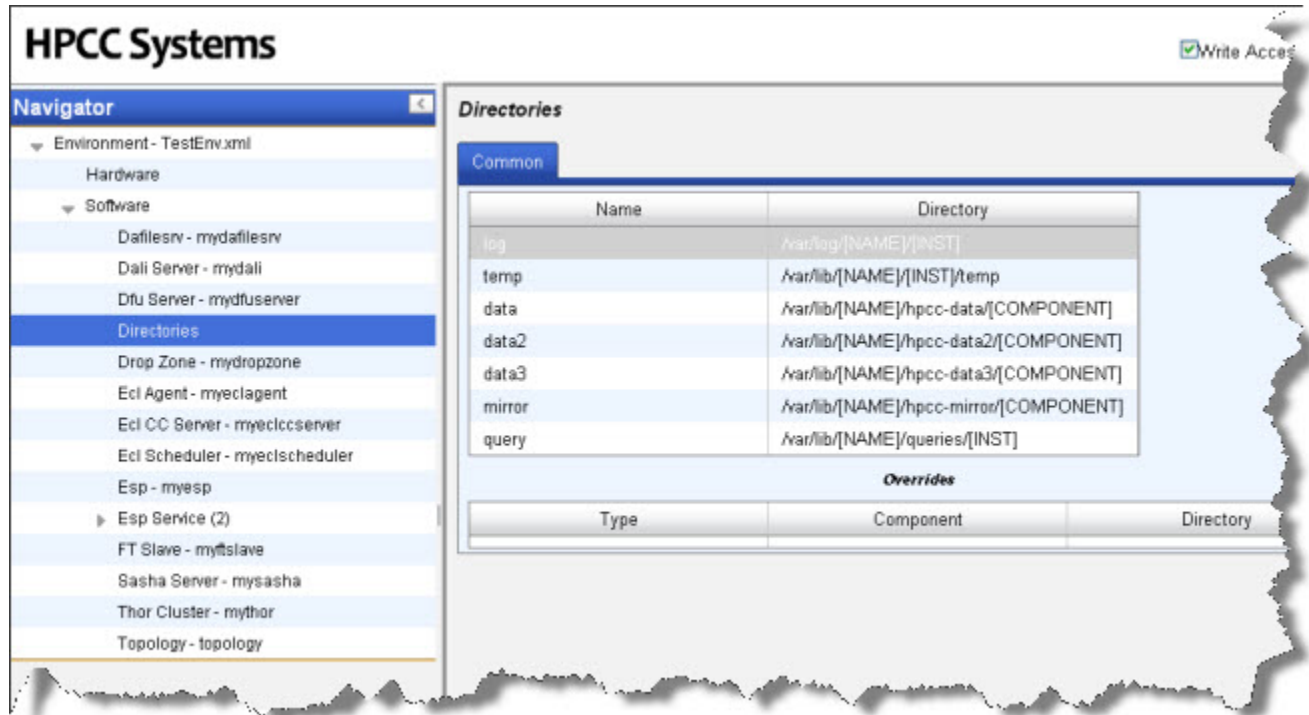 HPCC Systems
Write Acces
Navigator
Environment - TestEnv.xml
Hardware
Software
Dafilesrv - mydafilesrv
Dali Server - mydali
Dfu Server - mydfuserver
Directories
Drop Zone - mydropzone
Ecl Agent - myeclagent
Ecl CC Server - myeclccserver
Ecl Scheduler - myeclscheduler
Esp - myesp
Esp Service (2)
FT Slave - myftslave
Sasha Server - mysasha
Thor Cluster - mythor
Topology - topology
Directories
Common
Name Directory
log /var/log/[NAME]/[INST]
temp /var/lib/[NAME]/[INST]/temp
data /var/lib/[NAME]/hpcc-data/[COMPONENT]
data2 /var/lib/[NAME]/hpcc-data2/[COMPONENT]
data3 /var/lib/[NAME]/hpcc-data3/[COMPONENT]
mirror /var/lib/[NAME]/hpcc-mirror/[COMPONENT]
query /var/lib/[NAME]/queries/[INST]
Overrides
Type Component Directory